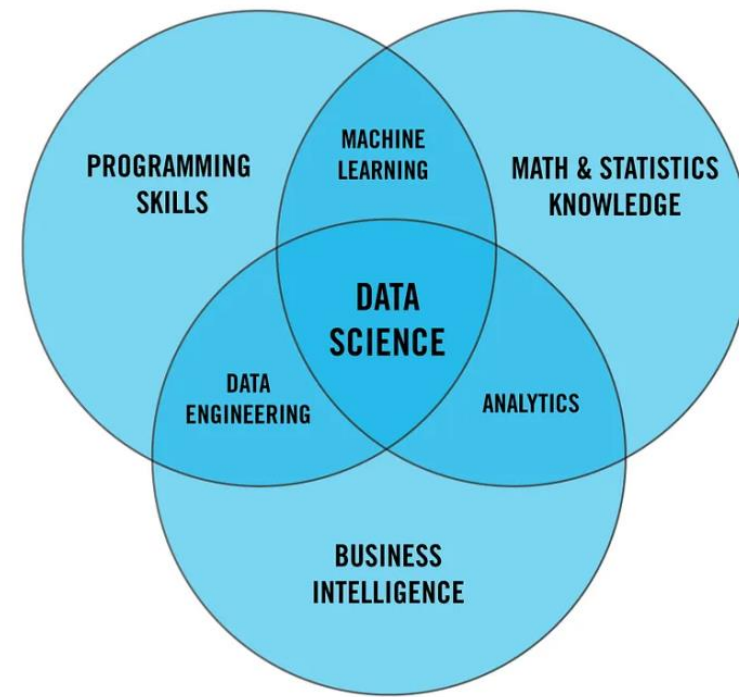 MACHINE
LEARNING
PROGRAMMING
SKILLS
MATH & STATISTICS
KNOWLEDGE
DATA
SCIENCE
DATA
ENGINEERING
ANALYTICS
BUSINESS
INTELLIGENCE